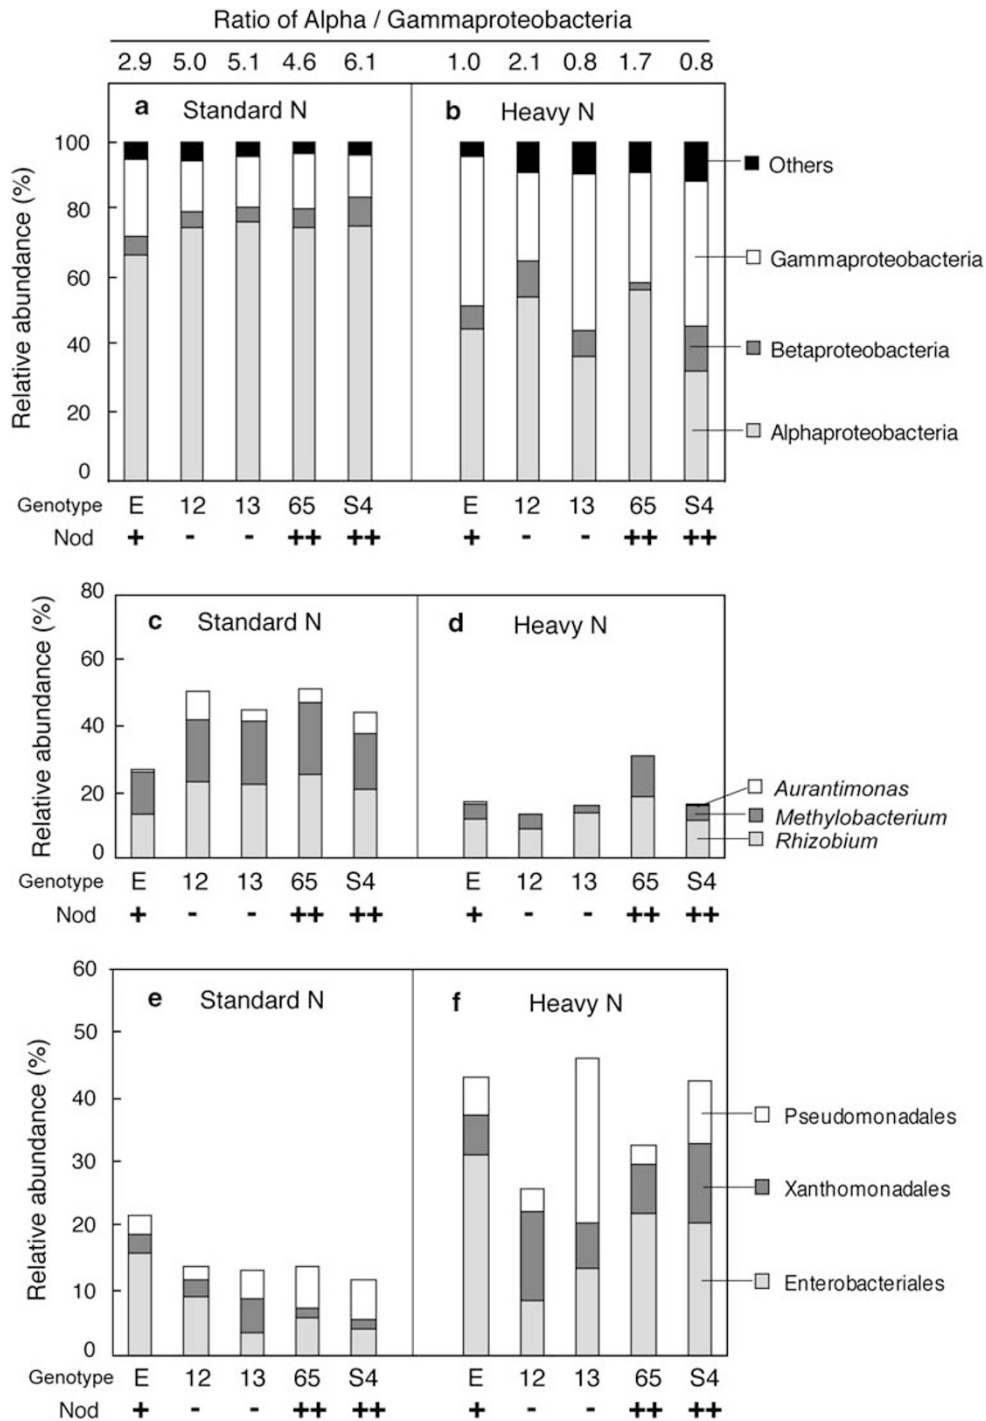 Ratio of Alpha / Gammaproteobacteria
2.9 5.0 5.1 4.6 6.1 1.0 2.1 0.8 1.7 0.8
a Standard N b Heavy N
Relative abundance (%)
100
80
60
40
20
0
Others
Gammaproteobacteria
Betaproteobacteria
Alphaproteobacteria
Genotype E 12 13 65 S4 E 12 13 65 S4
Nod + - - ++ ++ + - - ++ ++
c Standard N d Heavy N
Relative abundance (%)
80
60
40
20
0
Aurantimonas
Methylobacterium
Rhizobium
Genotype E 12 13 65 S4 E 12 13 65 S4
Nod + - - ++ ++ + - - ++ ++
e Standard N f Heavy N
Relative abundance (%)
60
50
40
30
20
10
0
Pseudomonadales
Xanthomonadales
Enterobacteriales
Genotype E 12 13 65 S4 E 12 13 65 S4
Nod + - - ++ ++ + - - ++ ++